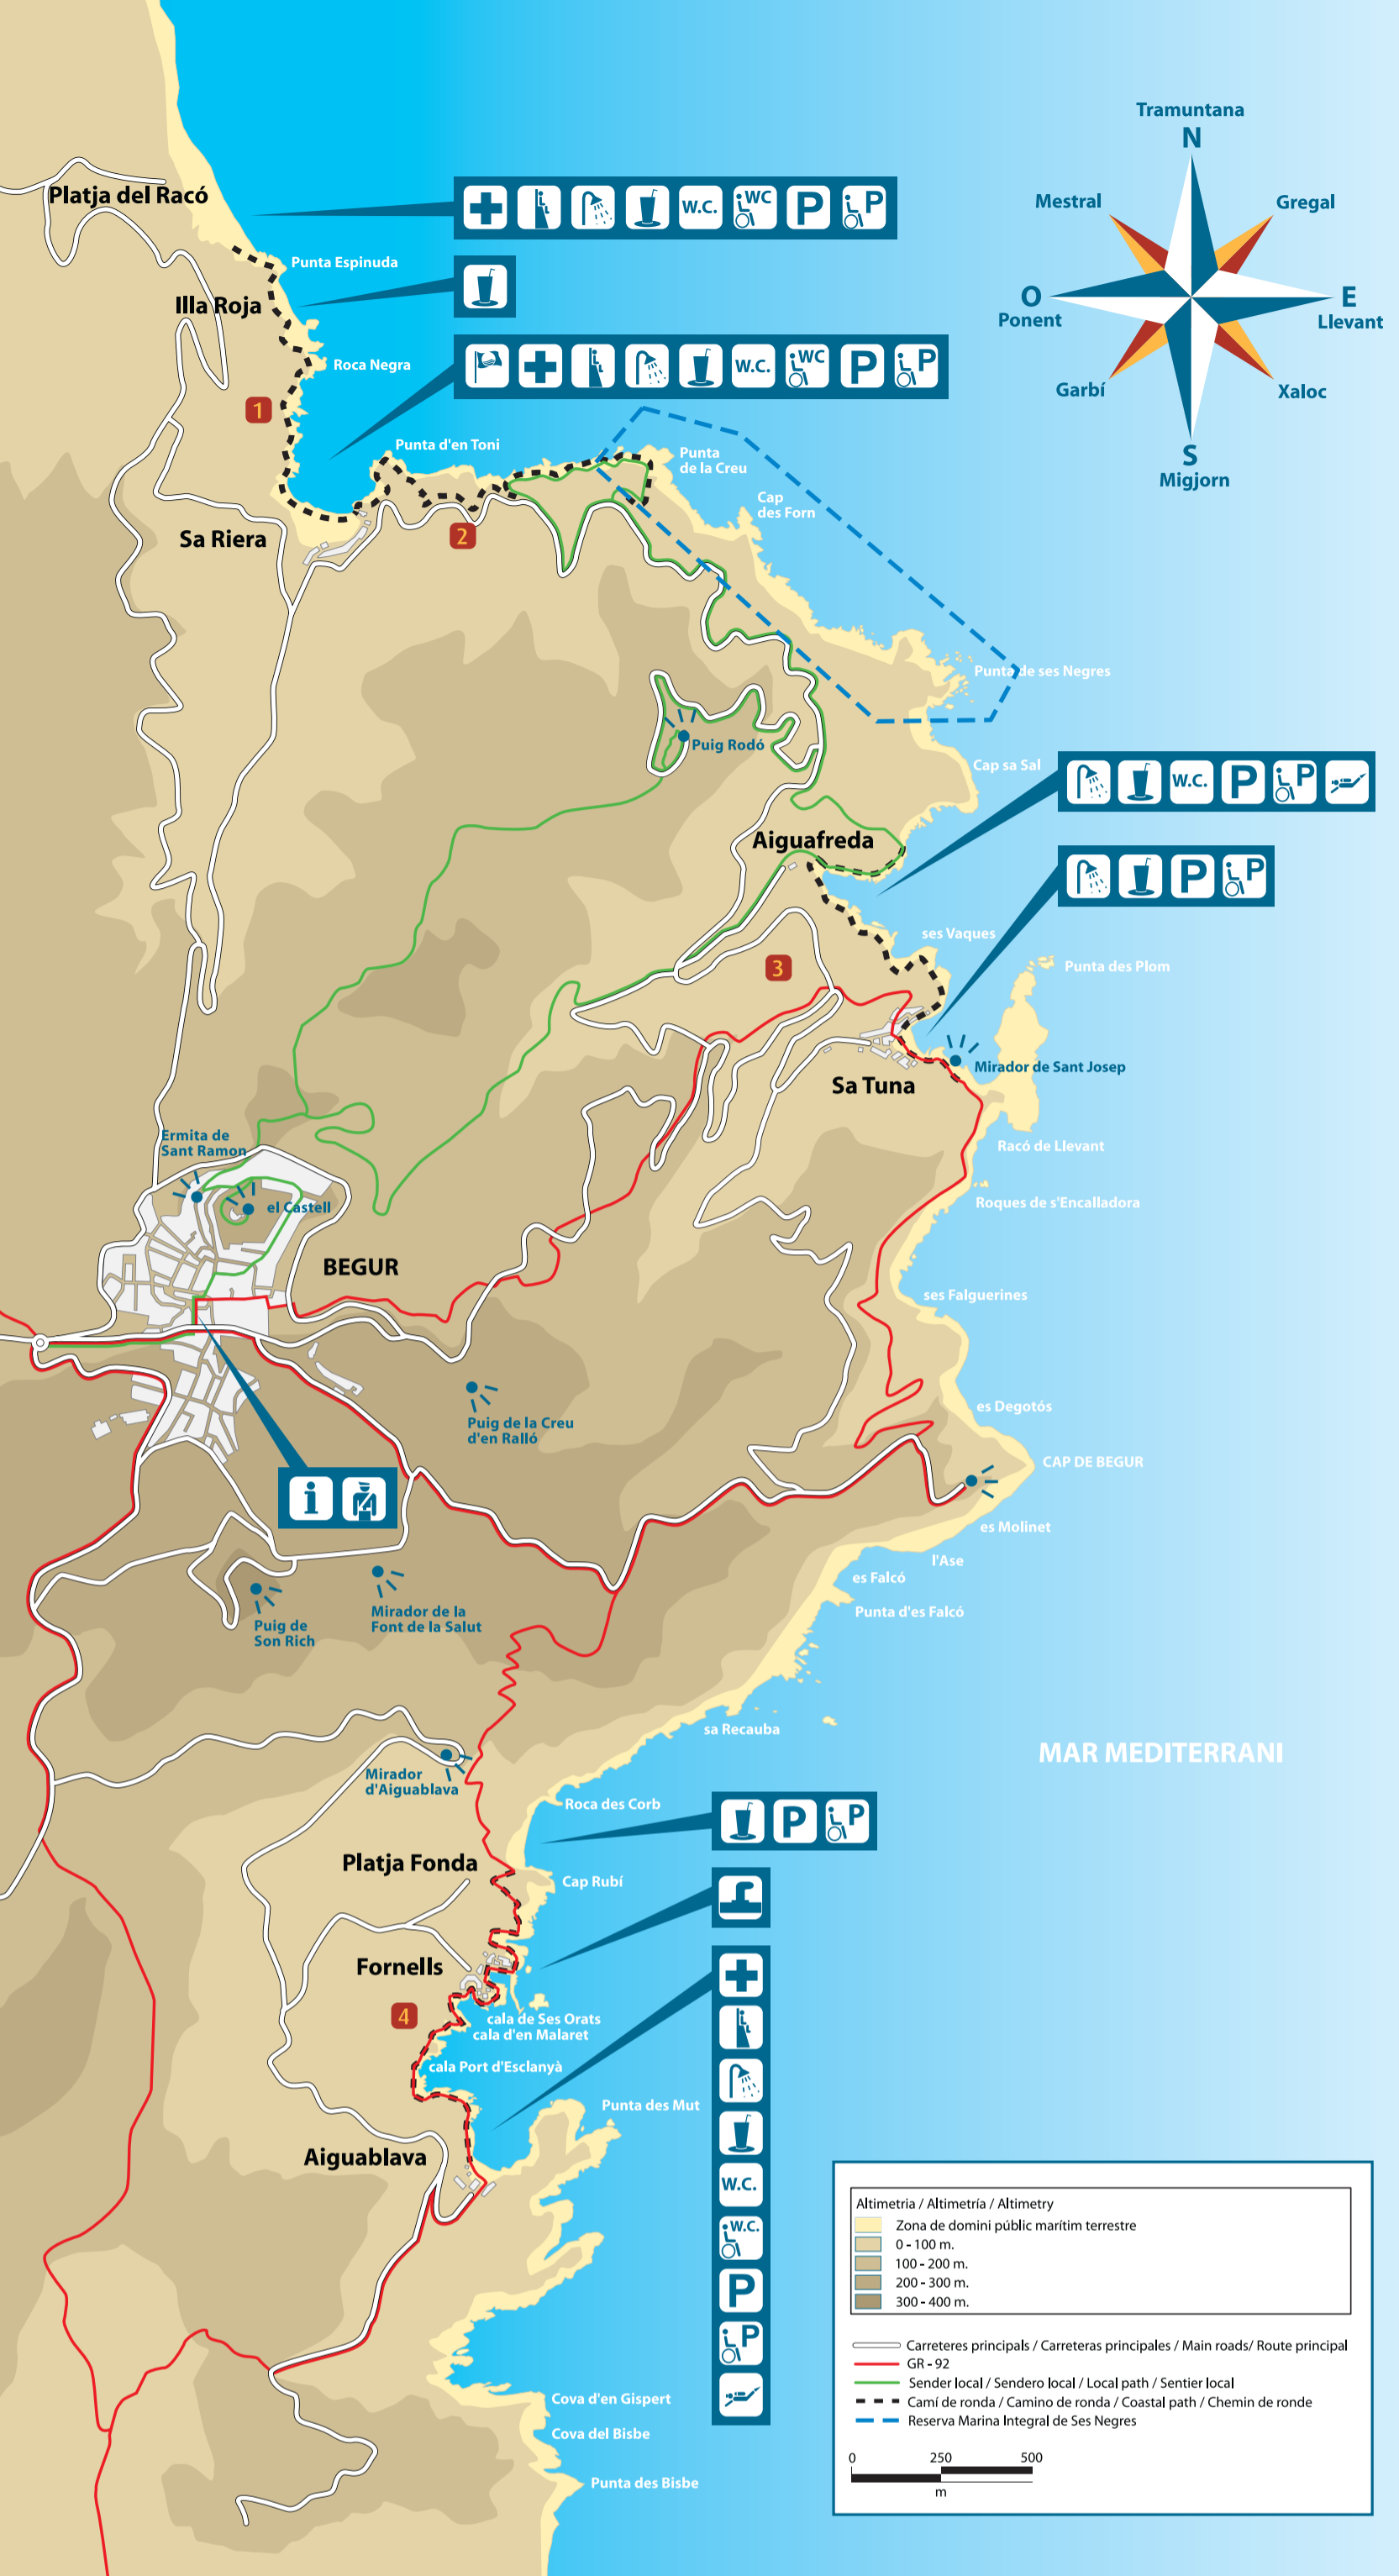 Tramuntana
N
Mestral
Gregal
O
Ponent
E
Llevant
Garbí
Xaloc
S
Migjorn
Platja del Racó
W.C.
WC
P
P
Punta Espinuda
Illa Roja
Roca Negra
W.C.
WC
P
P
1
Punta d'en Toni
Punta
de la Creu
Cap
des Forn
Sa Riera
2
Punta de ses Negres
Puig Rodó
Cap sa Sal
W.C.
P
P
Aiguafreda
P
P
ses Vaques
3
Punta des Plom
Mirador de Sant Josep
Sa Tuna
Ermita de
Sant Ramon
Racó de Llevant
el Castell
Roques de s'Encalladora
BEGUR
ses Falguerines
Puig de la Creu
d'en Ralló
es Degotós
CAP DE BEGUR
i
es Molinet
l'Ase
es Falcó
Punta d'es Falcó
Puig de
Son Rich
Mirador de la
Font de la Salut
sa Recauba
MAR MEDITERRANI
Mirador
d'Aiguablava
Roca des Corb
P
P
Platja Fonda
Cap Rubí
Fornells
4
cala de Ses Orats
cala d'en Malaret
cala Port d'Esclanyà
Punta des Mut
Aiguablava
W.C.
W.C.
P
P
Cova d'en Gispert
Cova del Bisbe
Punta des Bisbe
Altimetria / Altimetría / Altimetry
Zona de domini públic marítim terrestre
0 - 100 m.
100 - 200 m.
200 - 300 m.
300 - 400 m.
Carreteres principals / Carreteras principales / Main roads/ Route principal
GR - 92
Sender local / Sendero local / Local path / Sentier local
Camí de ronda / Camino de ronda / Coastal path / Chemin de ronde
Reserva Marina Integral de Ses Negres
0 250 500
m